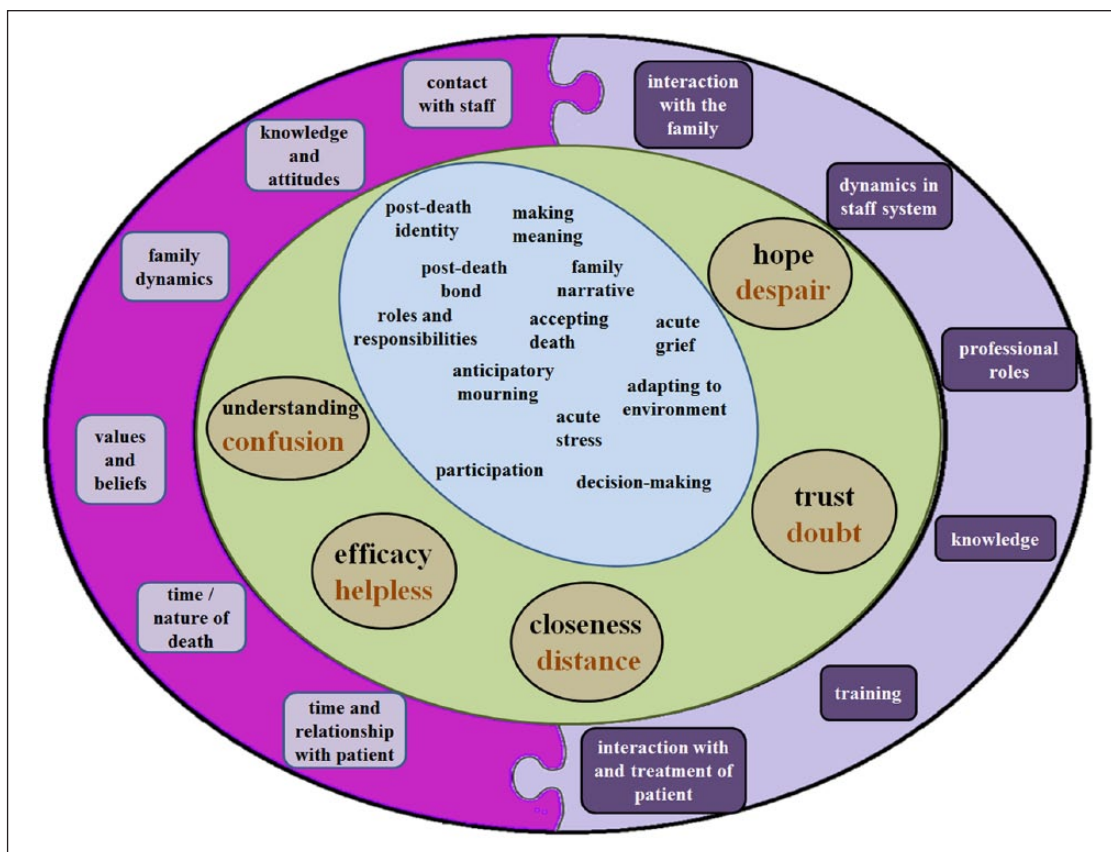 contact
with staff
knowledge
and
attitudes
family
dynamics
values
and
beliefs
time /
nature of
death
time and
relationship
with patient
interaction
with the
family
dynamics in
staff system
professional
roles
knowledge
training
interaction with
and treatment of
patient
post-death
identity
making
meaning
post-death
bond
family
narrative
roles and
responsibilities
accepting
death
acute
grief
anticipatory
mourning
adapting to
environment
acute
stress
participation
decision-making
hope
despair
understanding
confusion
trust
doubt
efficacy
helpless
closeness
distance